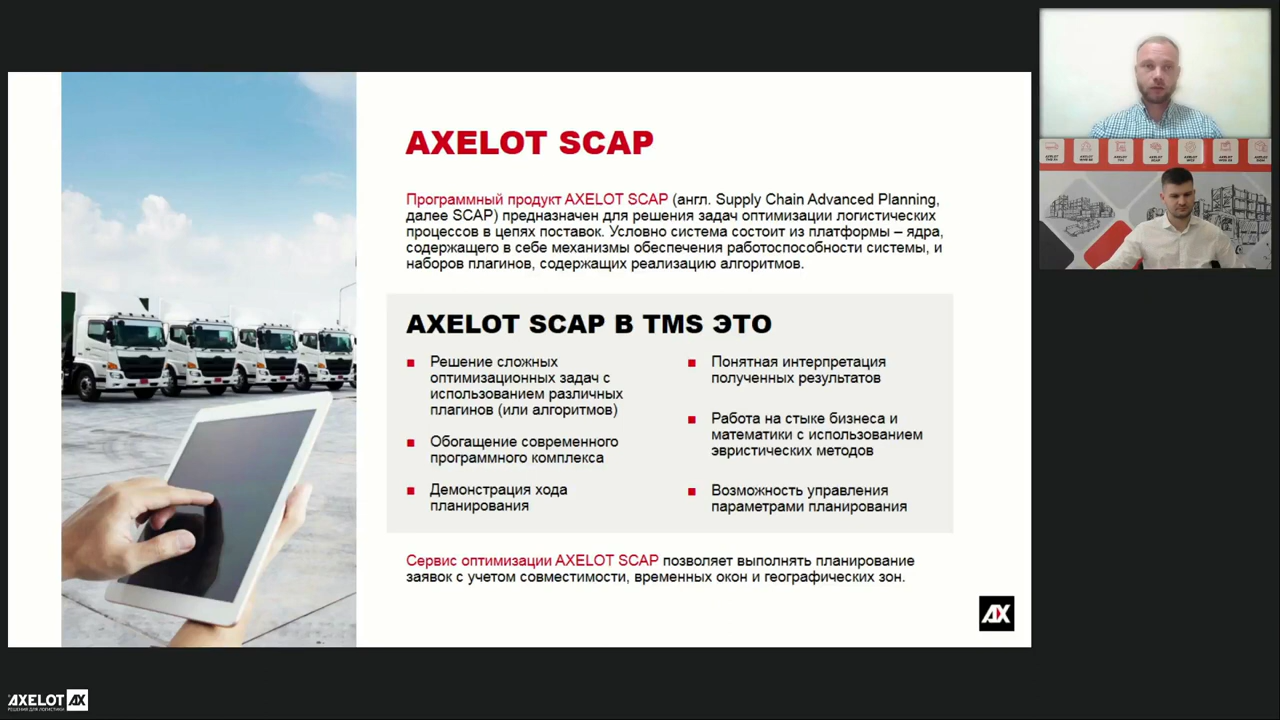 AXELOT SCAP
Программный продукт AXELOT SCAP (англ. Supply Chain Advanced Planning,
далее SCAP) предназначен для решения задач оптимизации логистических
процессов в цепях поставок. Условно система состоит из платформы – ядра,
содержащего в себе механизмы обеспечения работоспособности системы, и
наборов плагинов, содержащих реализацию алгоритмов.
AXELOT SCAP В TMS ЭТО
Решение сложных
оптимизационных задач с
использованием различных
плагинов (или алгоритмов)
Обогащение современного
программного комплекса
Демонстрация хода
планирования
Понятная интерпретация
полученных результатов
Работа на стыке бизнеса и
математики с использованием
эвристических методов
Возможность управления
параметрами планирования
Сервис оптимизации AXELOT SCAP позволяет выполнять планирование
заявок с учетом совместимости, временных окон и географических зон.
AX
AXELOT AX
РЕШЕНИЯ ДЛЯ ЛОГИСТИКИ